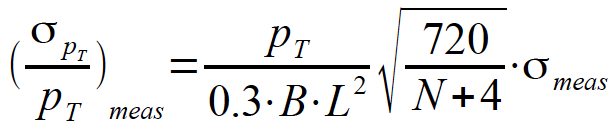 (σ_{p_T} / p_T)_{meas} = p_T / (0.3·B·L²) √(720 / (N+4)) ·σ_{meas}